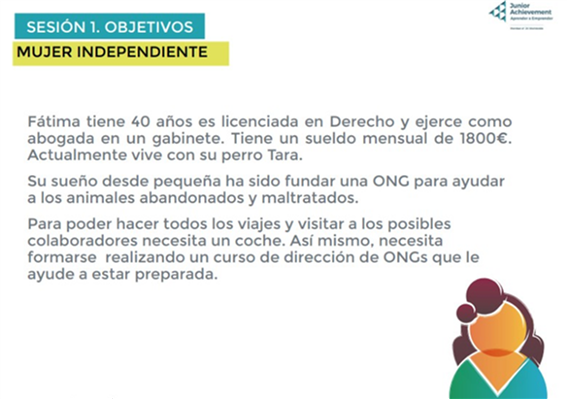 Junior
Achievement
Aprender a Emprender
SESIÓN 1. OBJETIVOS
MUJER INDEPENDIENTE
Fátima tiene 40 años es licenciada en Derecho y ejerce como
abogada en un gabinete. Tiene un sueldo mensual de 1800€.
Actualmente vive con su perro Tara.
Su sueño desde pequeña ha sido fundar una ONG para ayudar
a los animales abandonados y maltratados.
Para poder hacer todos los viajes y visitar a los posibles
colaboradores necesita un coche. Así mismo, necesita
formarse realizando un curso de dirección de ONGs que le
ayude a estar preparada.